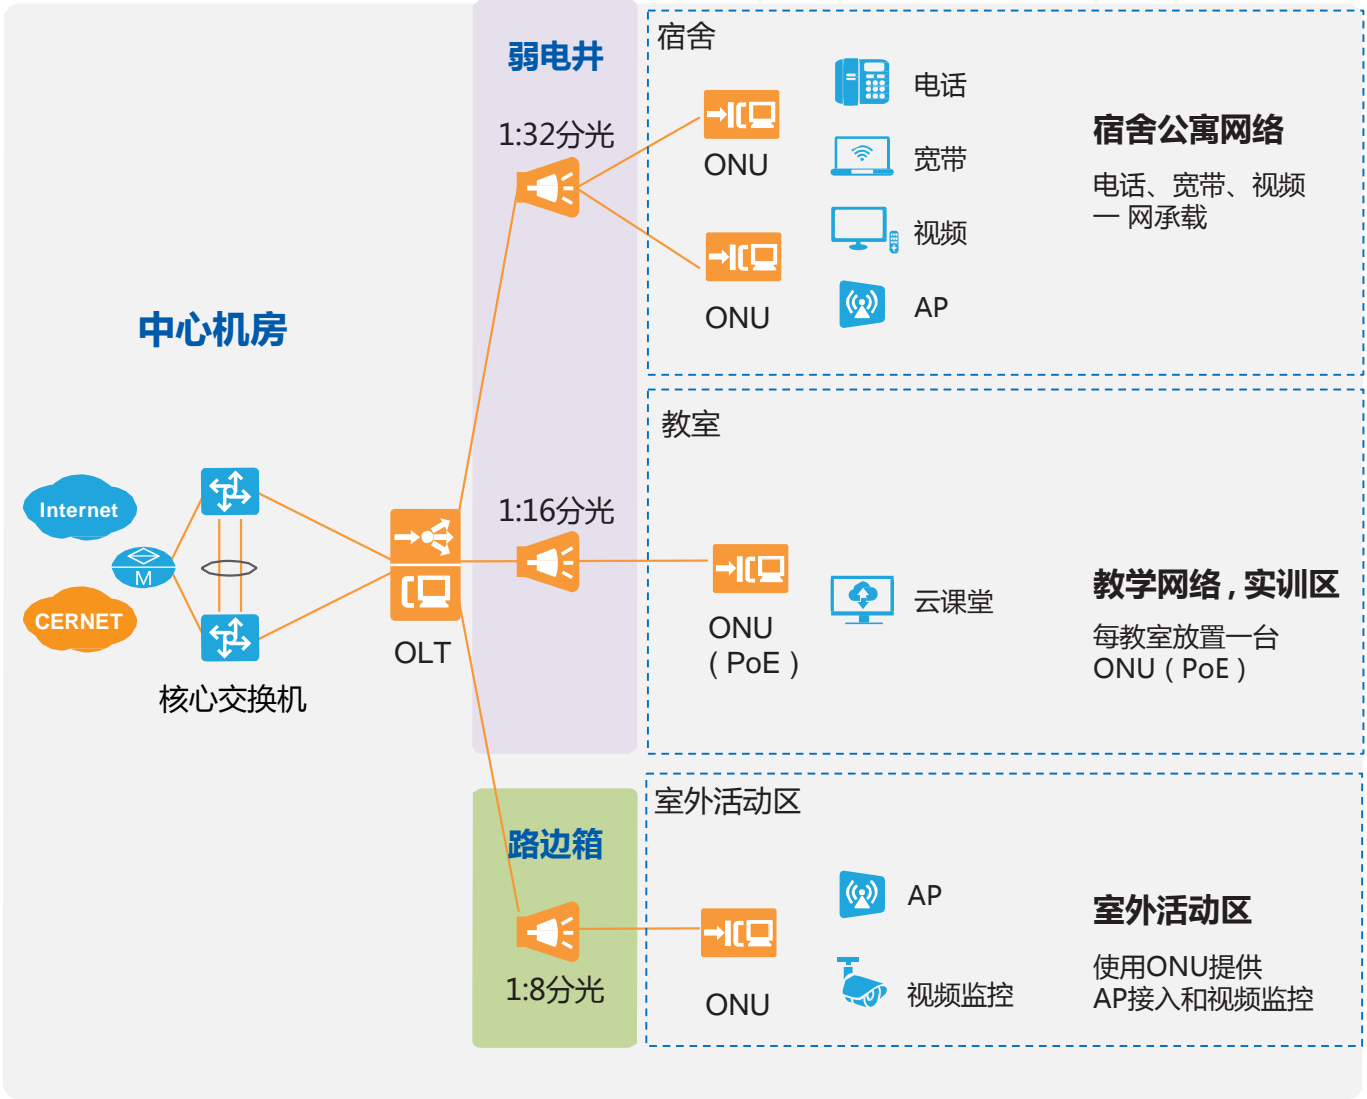 弱电井
1:32分光
宿舍
ONU
ONU
电话
宽带
视频
AP
宿舍公寓网络
电话、宽带、视频
一 网承载
中心机房
Internet
M
CERNET
核心交换机
OLT
1:16分光
教室
ONU
( PoE )
云课堂
教学网络 , 实训区
每教室放置一台
ONU ( PoE )
路边箱
1:8分光
室外活动区
ONU
AP
视频监控
室外活动区
使用ONU提供
AP接入和视频监控